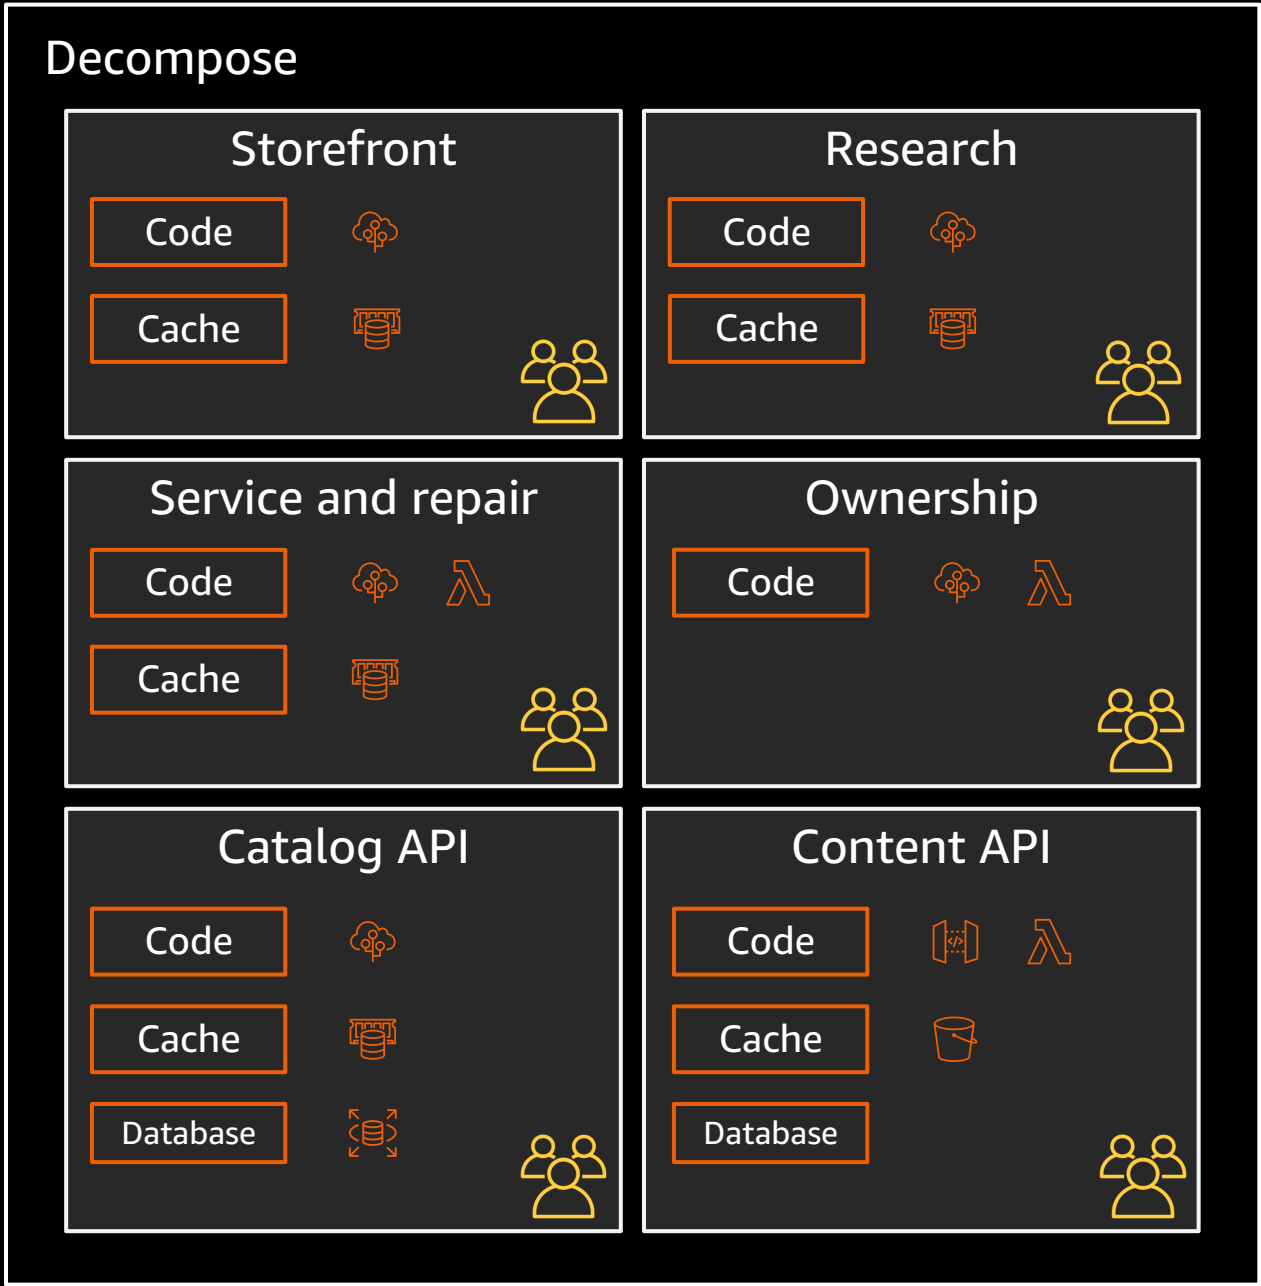 Decompose
Storefront
Code
Cache
Research
Code
Cache
Service and repair
Code
Cache
Ownership
Code
Catalog API
Code
Cache
Database
Content API
Code
Cache
Database